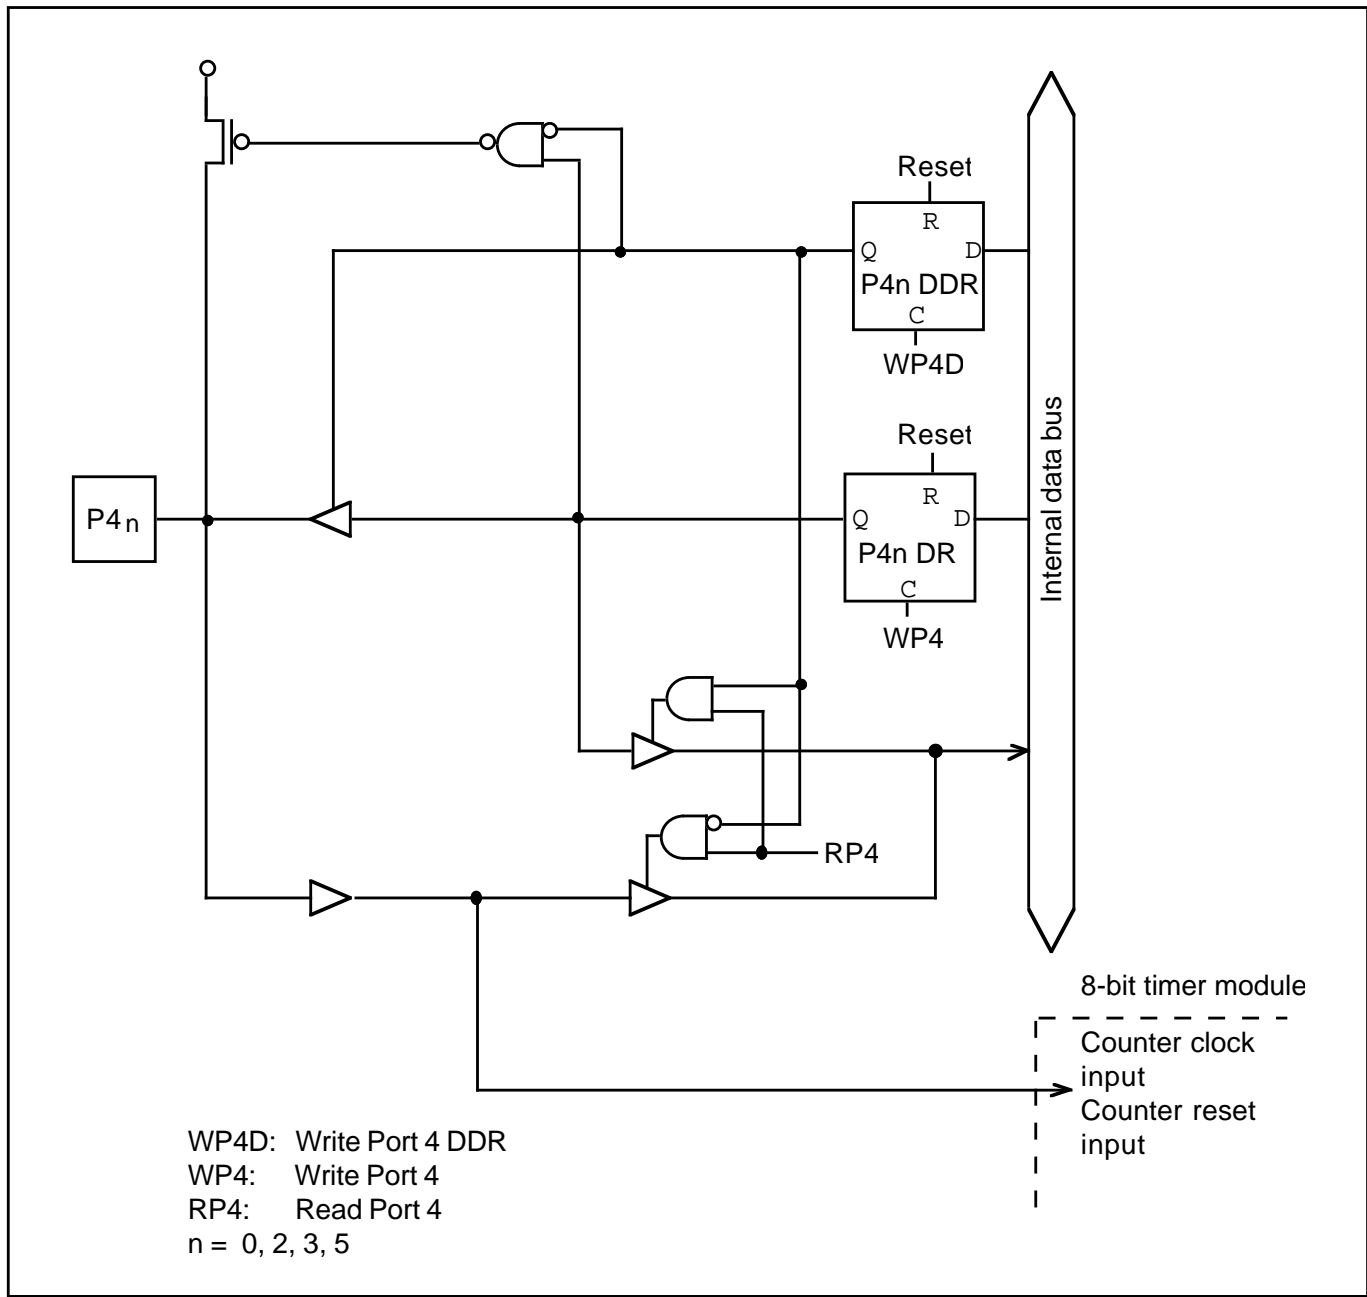 Reset
R
Q D
P4n DDR
C
WP4D
Reset
R
Q D
P4n DR
C
WP4
P4n
Internal data bus
RP4
8-bit timer module
Counter clock
input
Counter reset
input
WP4D: Write Port 4 DDR
WP4: Write Port 4
RP4: Read Port 4
n = 0, 2, 3, 5